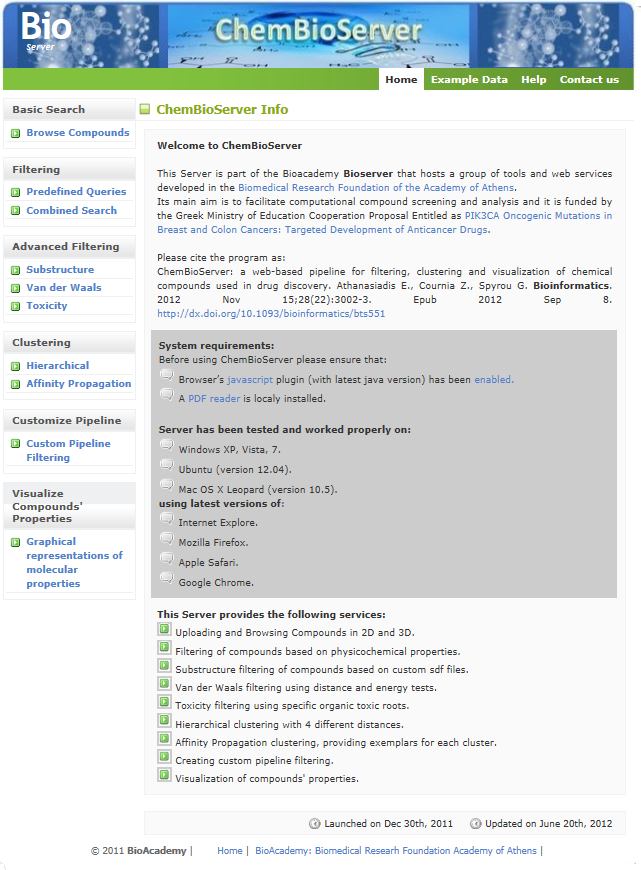 Bio
Server
ChemBioServer
Home Example Data Help Contact us
Basic Search
Browse Compounds
Filtering
Predefined Queries
Combined Search
Advanced Filtering
Substructure
Van der Waals
Toxicity
Clustering
Hierarchical
Affinity Propagation
Customize Pipeline
Custom Pipeline
Filtering
Visualize
Compounds'
Properties
Graphical
representations of
molecular
properties
ChemBioServer Info
Welcome to ChemBioServer
This Server is part of the Bioacademy Bioserver that hosts a group of tools and web services
developed in the Biomedical Research Foundation of the Academy of Athens.
Its main aim is to facilitate computational compound screening and analysis and it is funded by
the Greek Ministry of Education Cooperation Proposal Entitled as PIK3CA Oncogenic Mutations in
Breast and Colon Cancers: Targeted Development of Anticancer Drugs.
Please cite the program as:
ChemBioServer: a web-based pipeline for filtering, clustering and visualization of chemical
compounds used in drug discovery. Athanasiadis E., Cournia Z., Spyrou G. Bioinformatics.
2012 Nov 15;28(22):3002-3. Epub 2012 Sep 8.
http://dx.doi.org/10.1093/bioinformatics/bts551
System requirements:
Before using ChemBioServer please ensure that:
Browser's javascript plugin (with latest java version) has been enabled.
A PDF reader is localy installed.
Server has been tested and worked properly on:
Windows XP, Vista, 7.
Ubuntu (version 12.04).
Mac OS X Leopard (version 10.5).
using latest versions of:
Internet Explore.
Mozilla Firefox.
Apple Safari.
Google Chrome.
This Server provides the following services:
Uploading and Browsing Compounds in 2D and 3D.
Filtering of compounds based on physicochemical properties.
Substructure filtering of compounds based on custom sdf files.
Van der Waals filtering using distance and energy tests.
Toxicity filtering using specific organic toxic roots.
Hierarchical clustering with 4 different distances.
Affinity Propagation clustering, providing exemplars for each cluster.
Creating custom pipeline filtering.
Visualization of compounds' properties.
Launched on Dec 30th, 2011 Updated on June 20th, 2012
© 2011 BioAcademy | Home | BioAcademy: Biomedical Researh Foundation Academy of Athens |